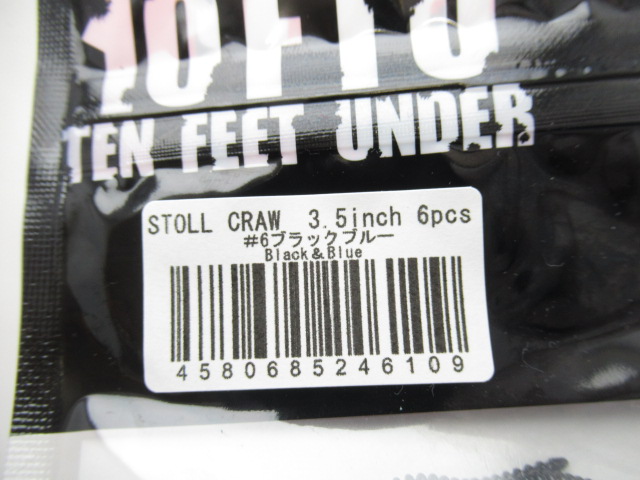 10FTU
TEN FEET UNDER
STOLL CRAW 3.5inch 6pcs
#6ブラックブルー
Black&Blue
4580685246109